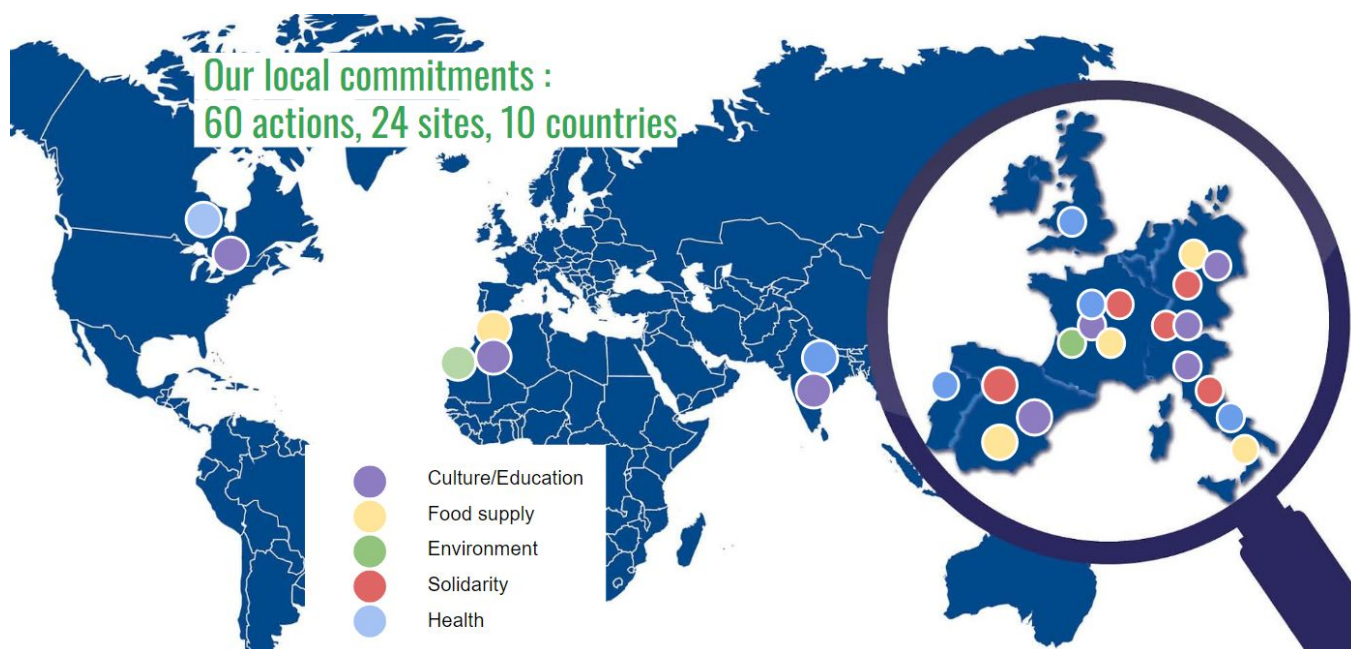 Our local commitments :
60 actions, 24 sites, 10 countries
Culture/Education
Food supply
Environment
Solidarity
Health